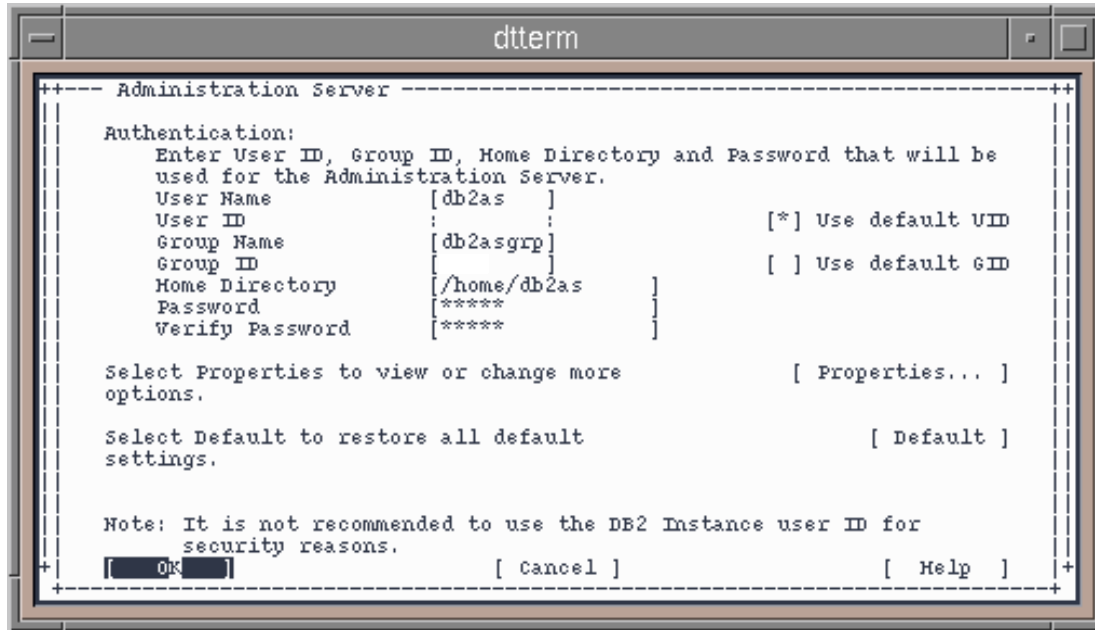 dtterm
Administration Server
Authentication:
Enter User ID, Group ID, Home Directory and Password that will be
used for the Administration Server.
User Name [db2as ]
User ID : : [*] Use default UID
Group Name [db2asgrp]
Group ID [ ] [ ] Use default GID
Home Directory [/home/db2as ]
Password [***** ]
Verify Password [***** ]
Select Properties to view or change more [ Properties... ]
options.
Select Default to restore all default [ Default ]
settings.
Note: It is not recommended to use the DB2 Instance user ID for
security reasons.
[ OK ] [ Cancel ] [ Help ]